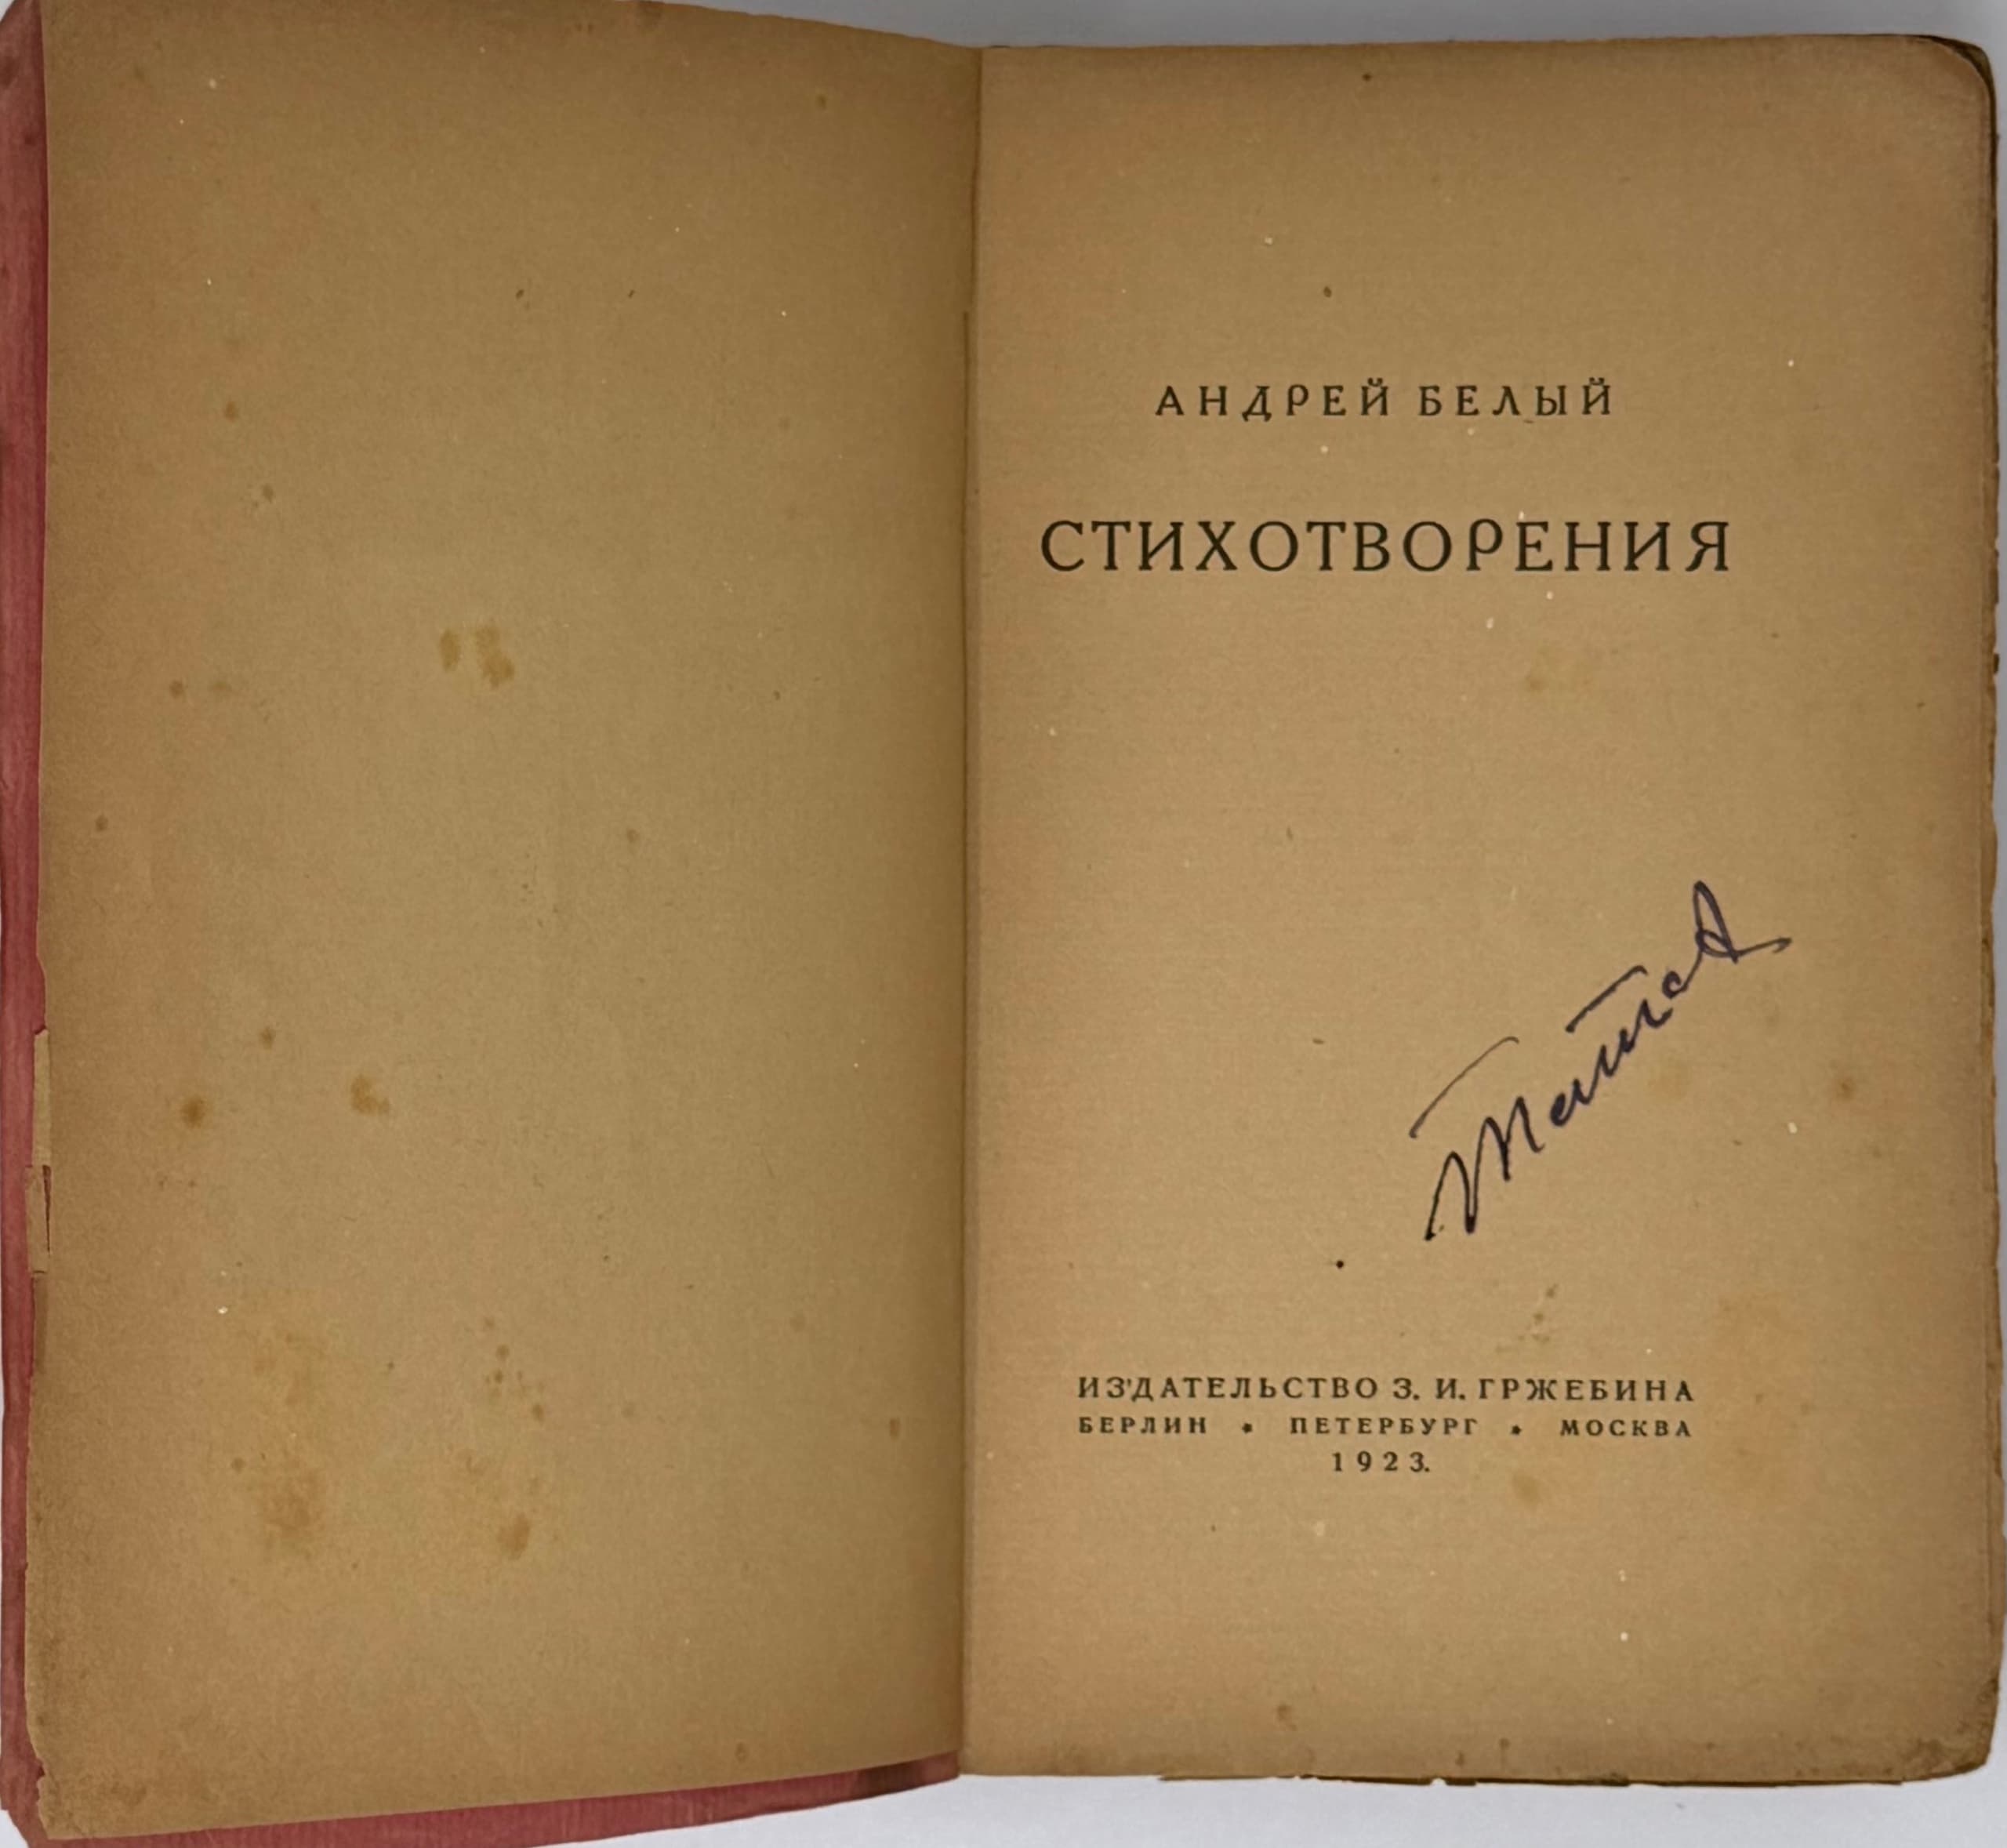 АНДРЕЙ БЕЛЫЙ
СТИХОТВОРЕНИЯ
ИЗДАТЕЛЬСТВО З. И. ГРЖЕБИНА
БЕРЛИН * ПЕТЕРБУРГ * МОСКВА
1923.